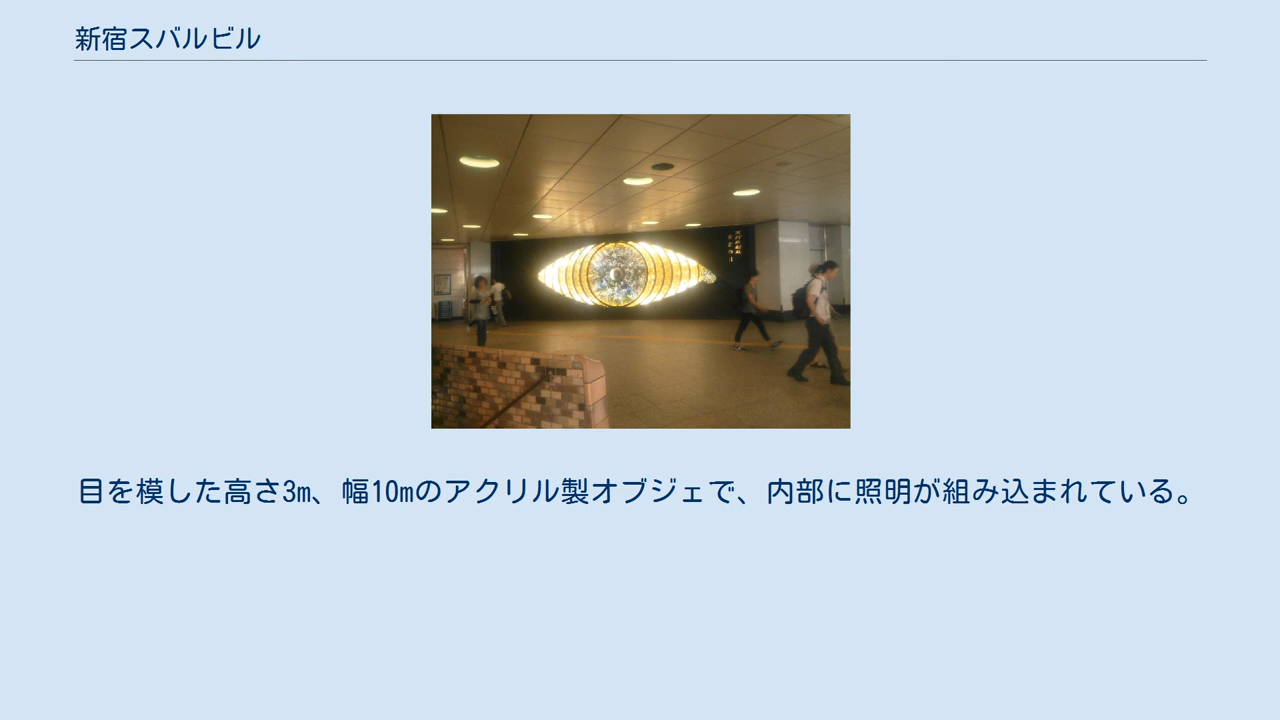 新宿スバルビル
目を模した高さ3m、幅10mのアクリル製オブジェで、内部に照明が組み込まれている。